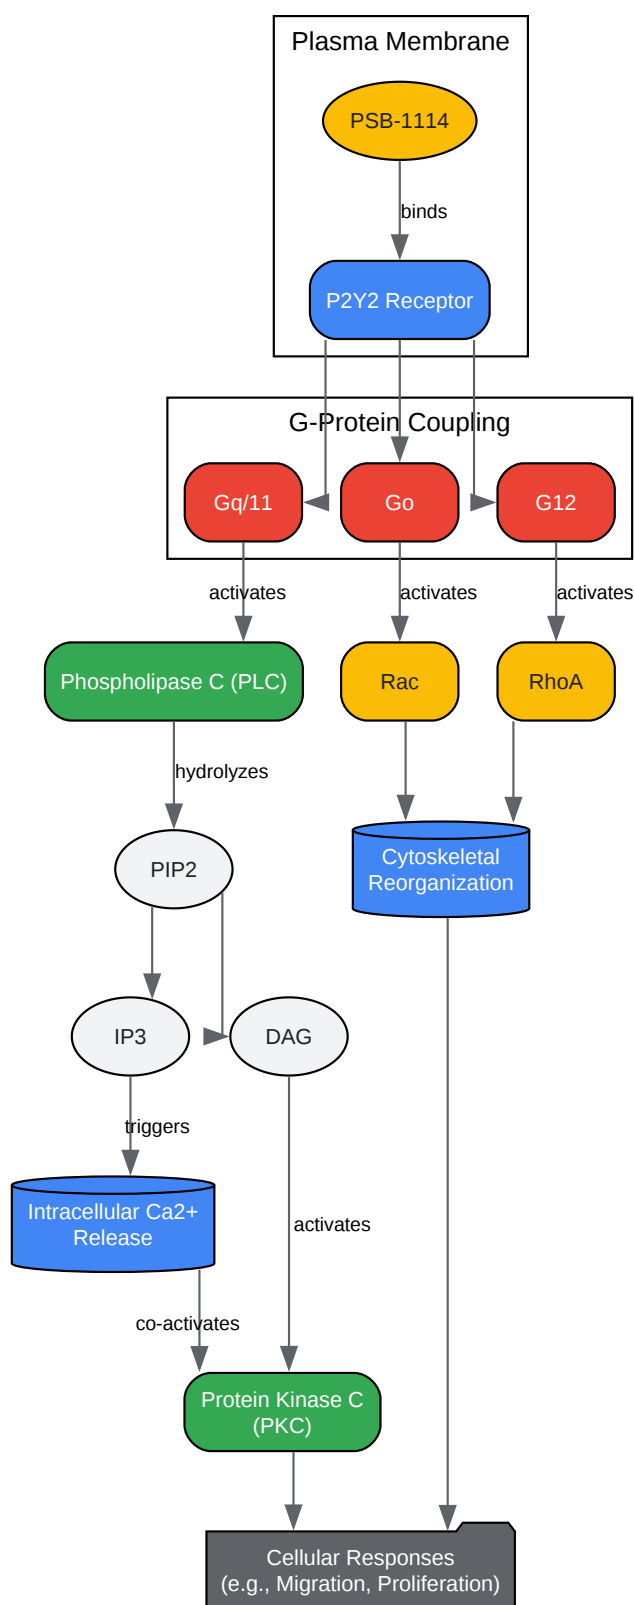 Plasma Membrane
PSB-1114
binds
P2Y2 Receptor
G-Protein Coupling
Gq/11
Go
G12
activates
activates
activates
Phospholipase C (PLC)
Rac
RhoA
hydrolyzes
PIP2
Cytoskeletal
Reorganization
IP3
DAG
triggers
Intracellular Ca2+
Release
activates
co-activates
Protein Kinase C
(PKC)
Cellular Responses
(e.g., Migration, Proliferation)